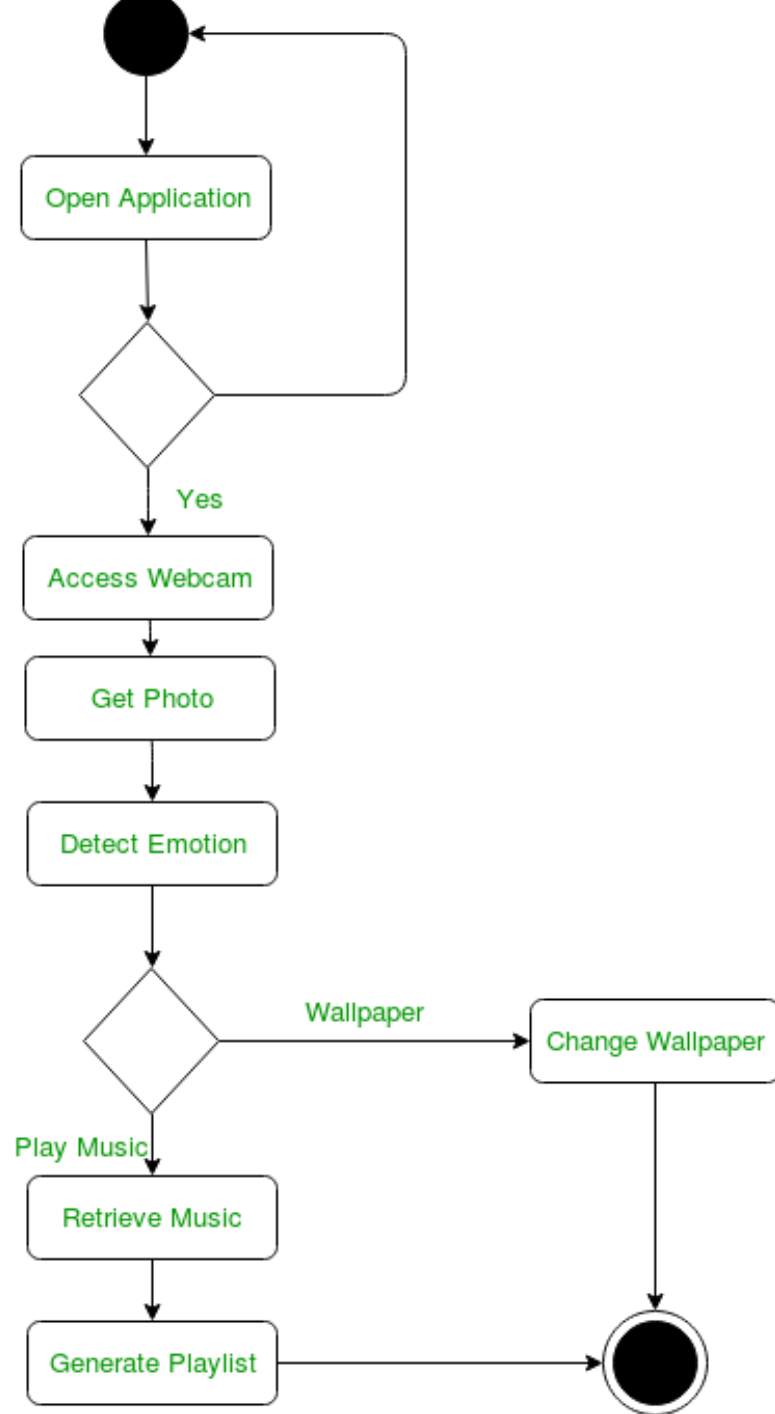 Open Application
Yes
Access Webcam
Get Photo
Detect Emotion
Wallpaper
Change Wallpaper
Play Music
Retrieve Music
Generate Playlist